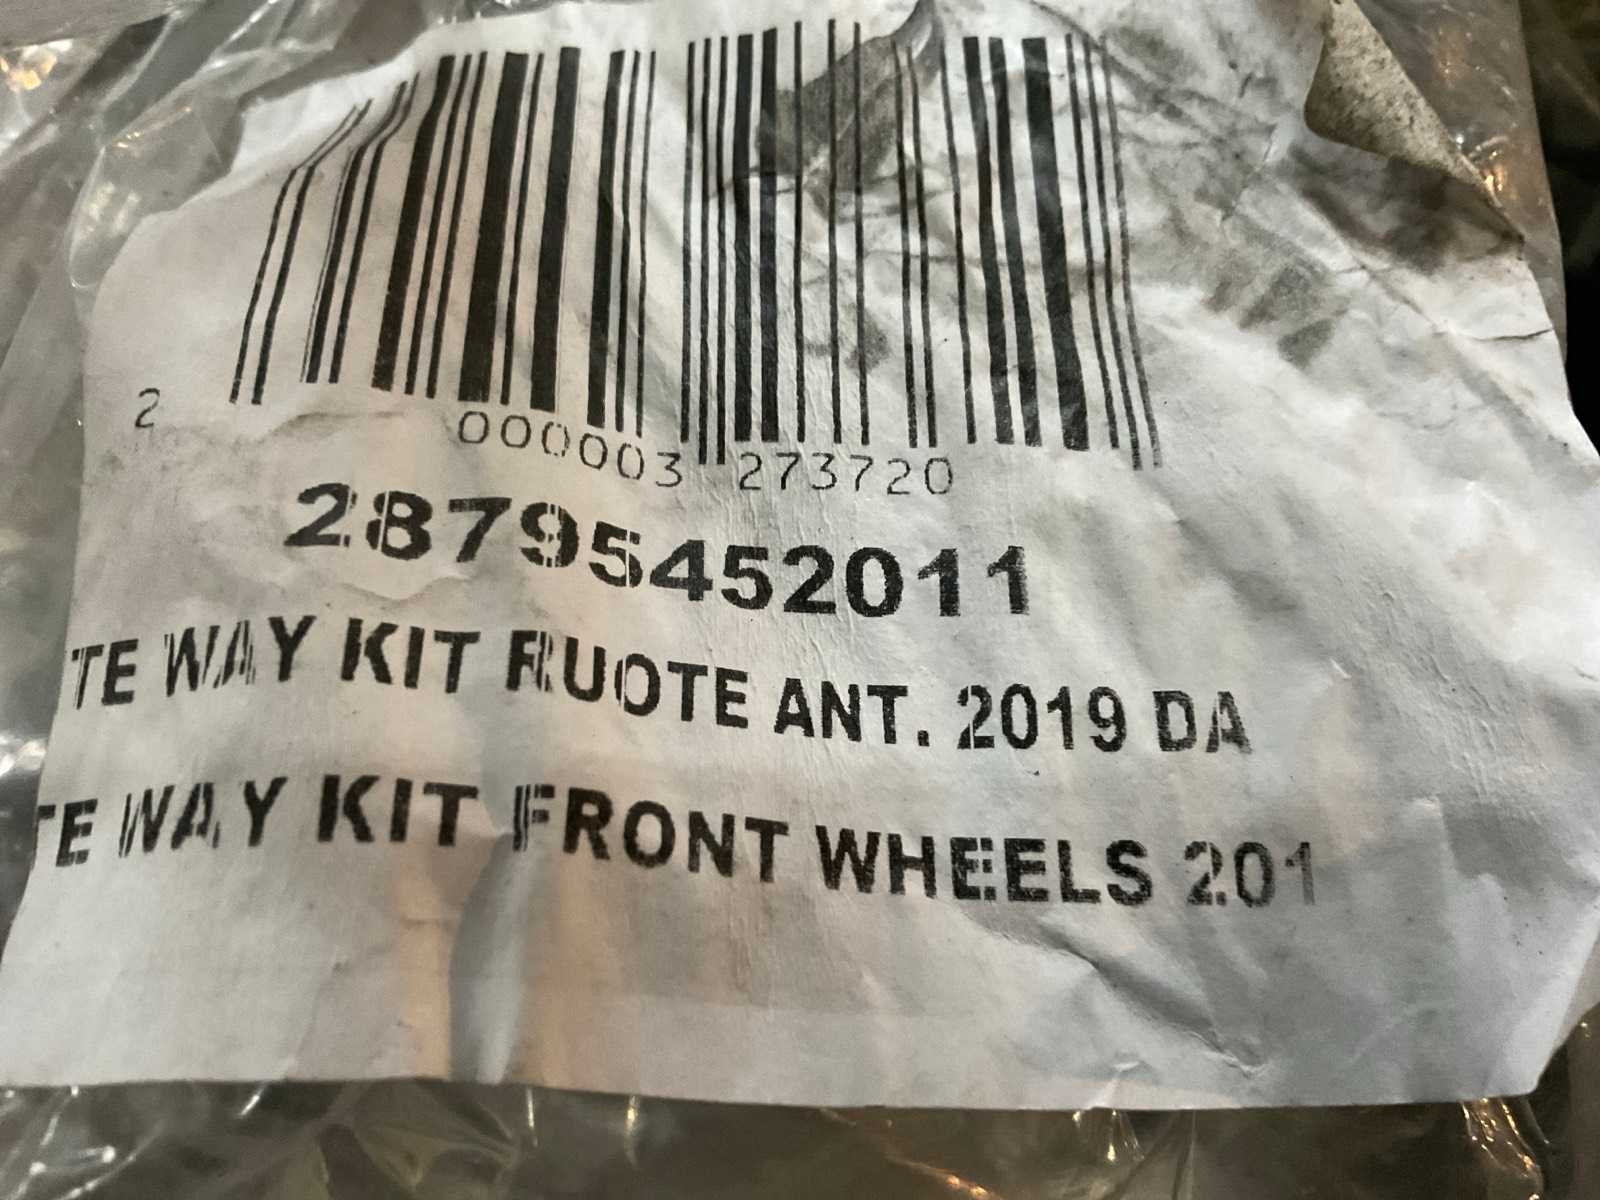 2 000003 273720
28795452011
TE WAY KIT RUOTE ANT. 2019 DA
TE WAY KIT FRONT WHEELS 201